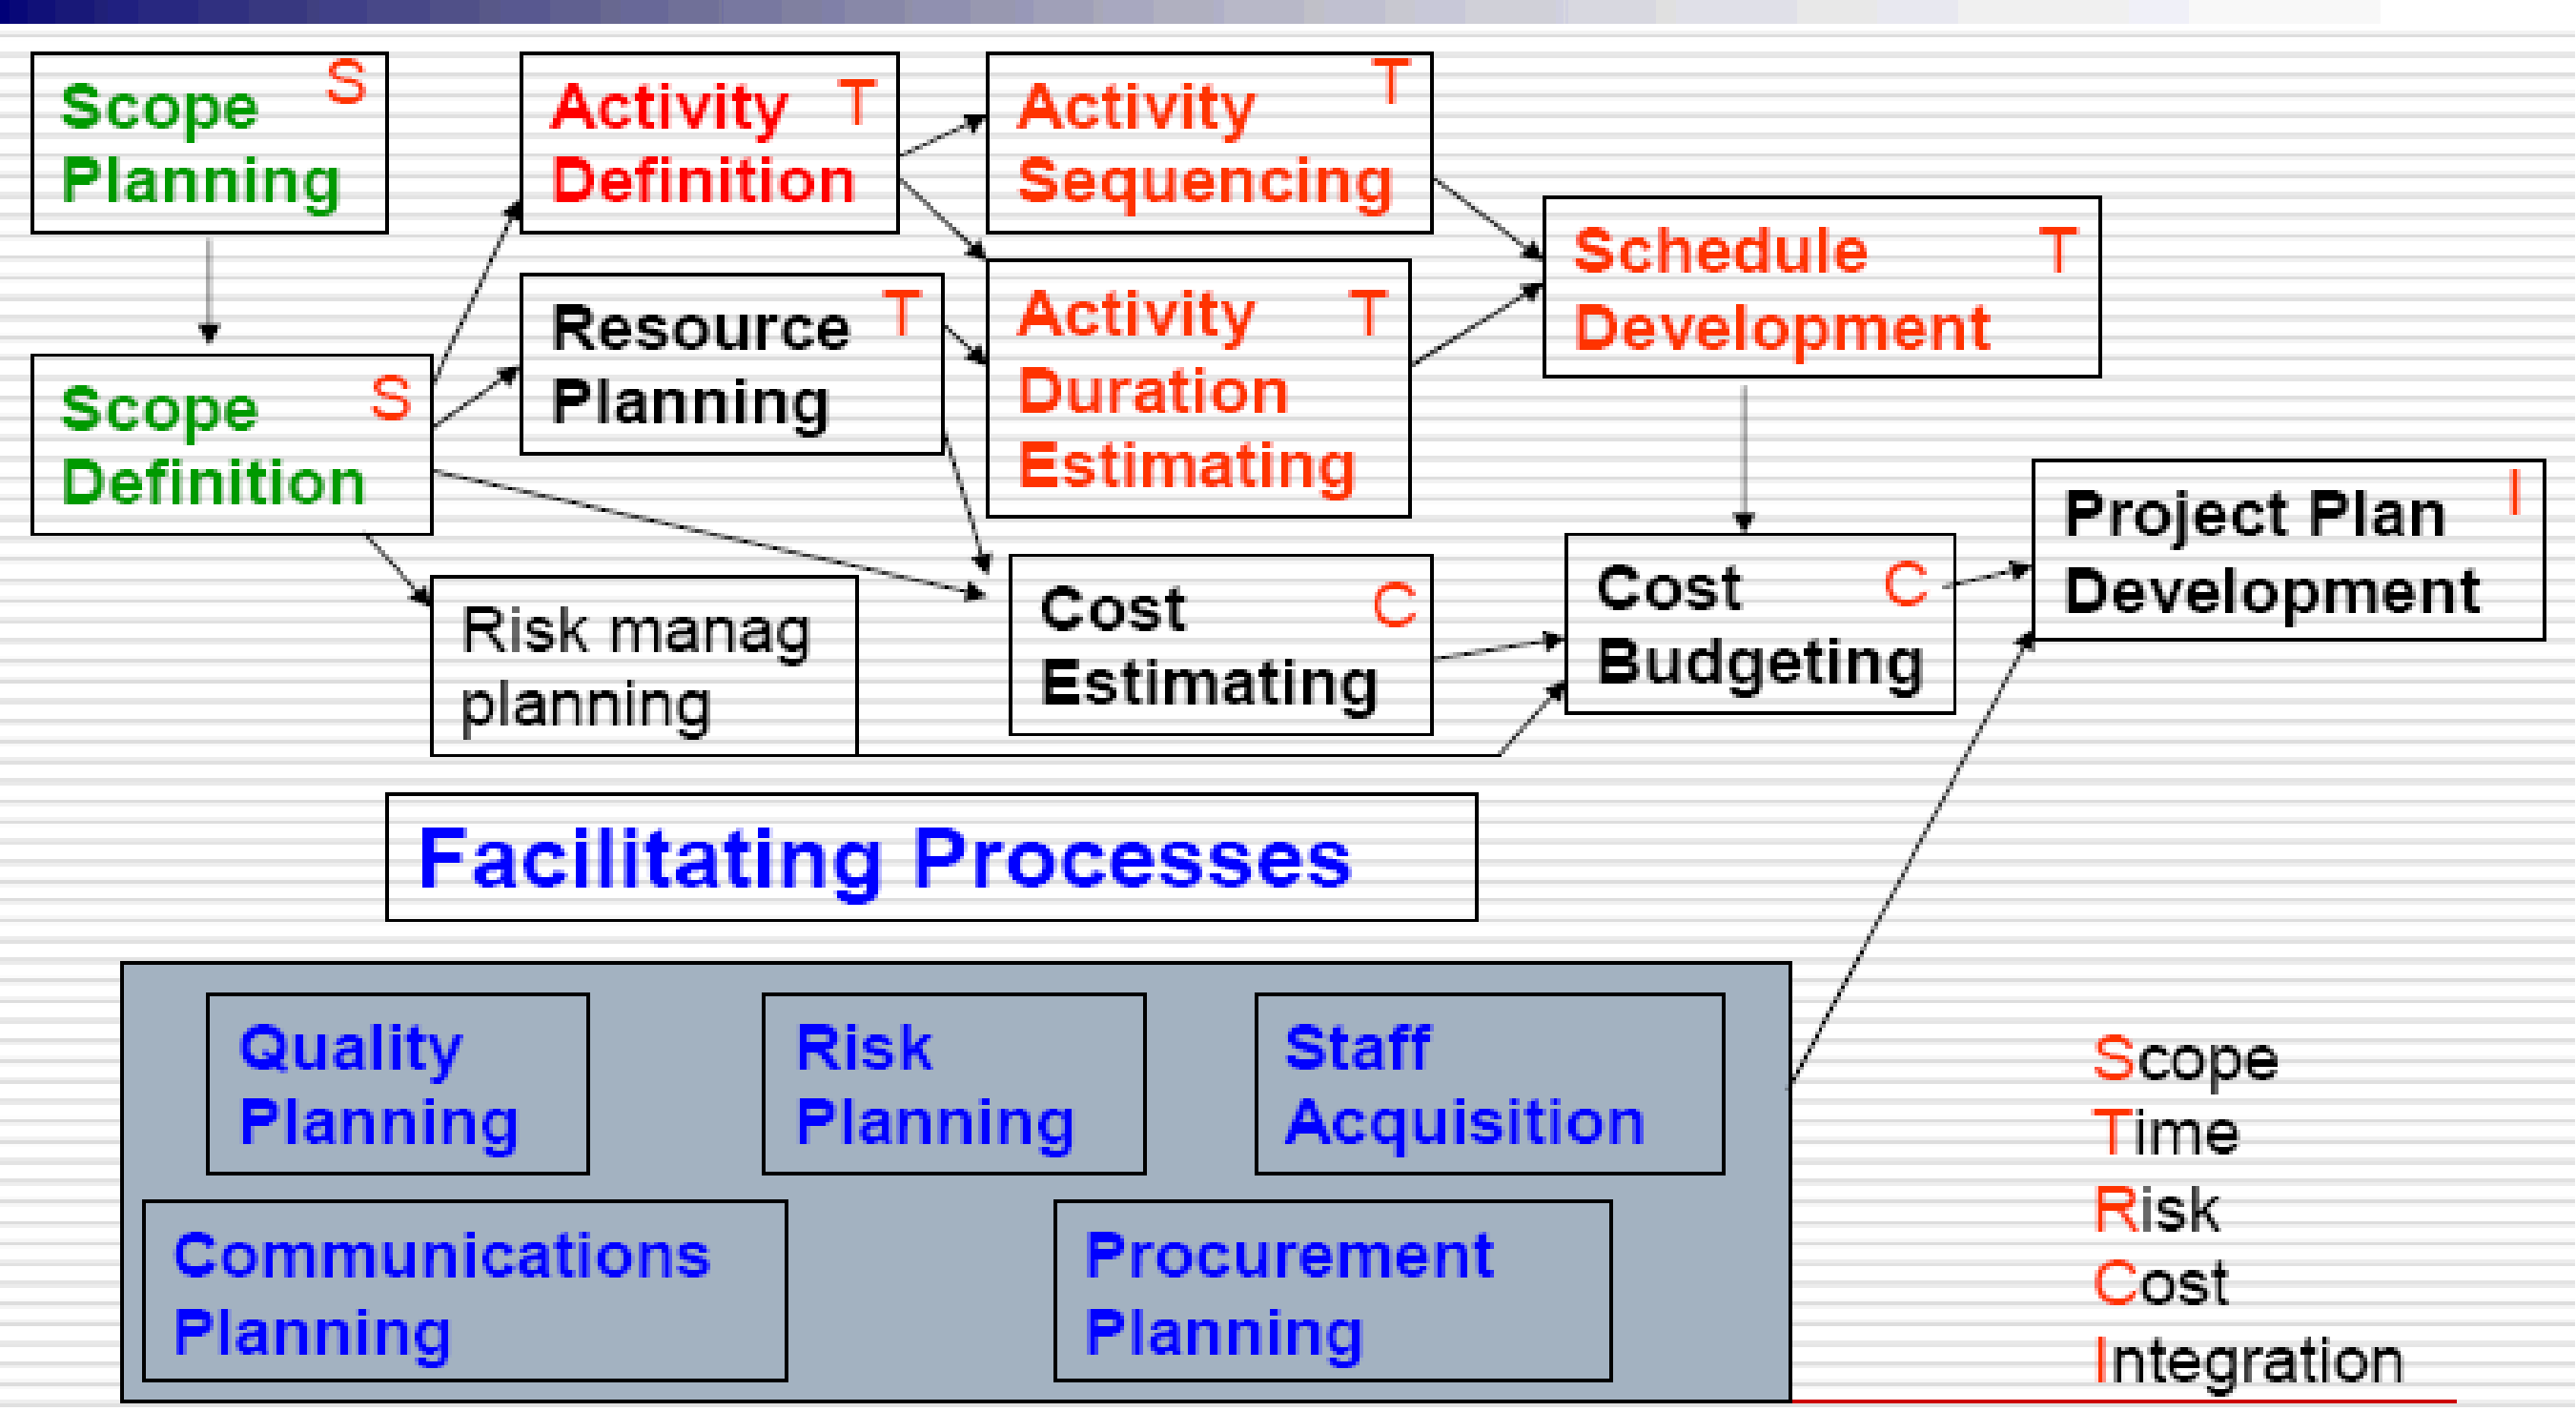 Scope S
Planning
Activity T
Definition
Activity T
Sequencing
Schedule T
Development
Scope S
Definition
Resource T
Planning
Activity T
Duration
Estimating
Risk manag
planning
Cost C
Estimating
Cost C
Budgeting
Project Plan I
Development
Facilitating Processes
Quality
Planning
Risk
Planning
Staff
Acquisition
Communications
Planning
Procurement
Planning
Scope
Time
Risk
Cost
Integration